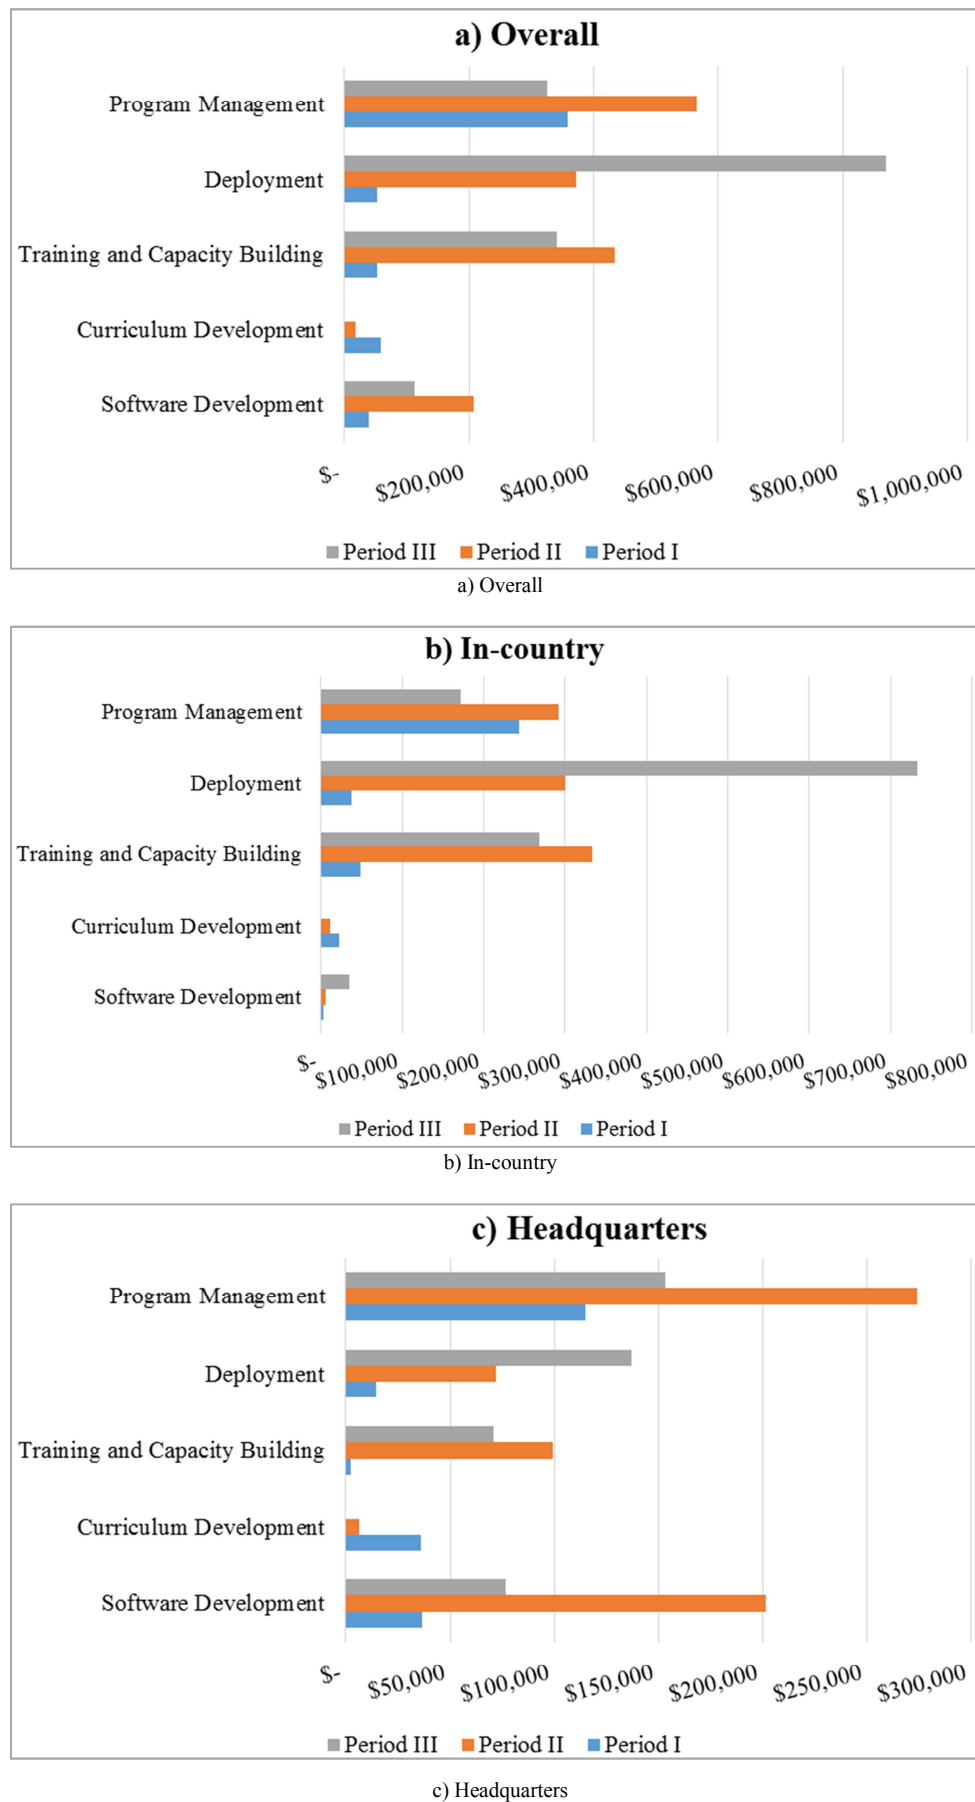 a) Overall
Program Management
Deployment
Training and Capacity Building
Curriculum Development
Software Development
$- $200,000 $400,000 $600,000 $800,000 $1,000,000
Period III Period II Period I
a) Overall
b) In-country
Program Management
Deployment
Training and Capacity Building
Curriculum Development
Software Development
$- $100,000 $200,000 $300,000 $400,000 $500,000 $600,000 $700,000 $800,000
Period III Period II Period I
b) In-country
c) Headquarters
Program Management
Deployment
Training and Capacity Building
Curriculum Development
Software Development
$- $50,000 $100,000 $150,000 $200,000 $250,000 $300,000
Period III Period II Period I
c) Headquarters